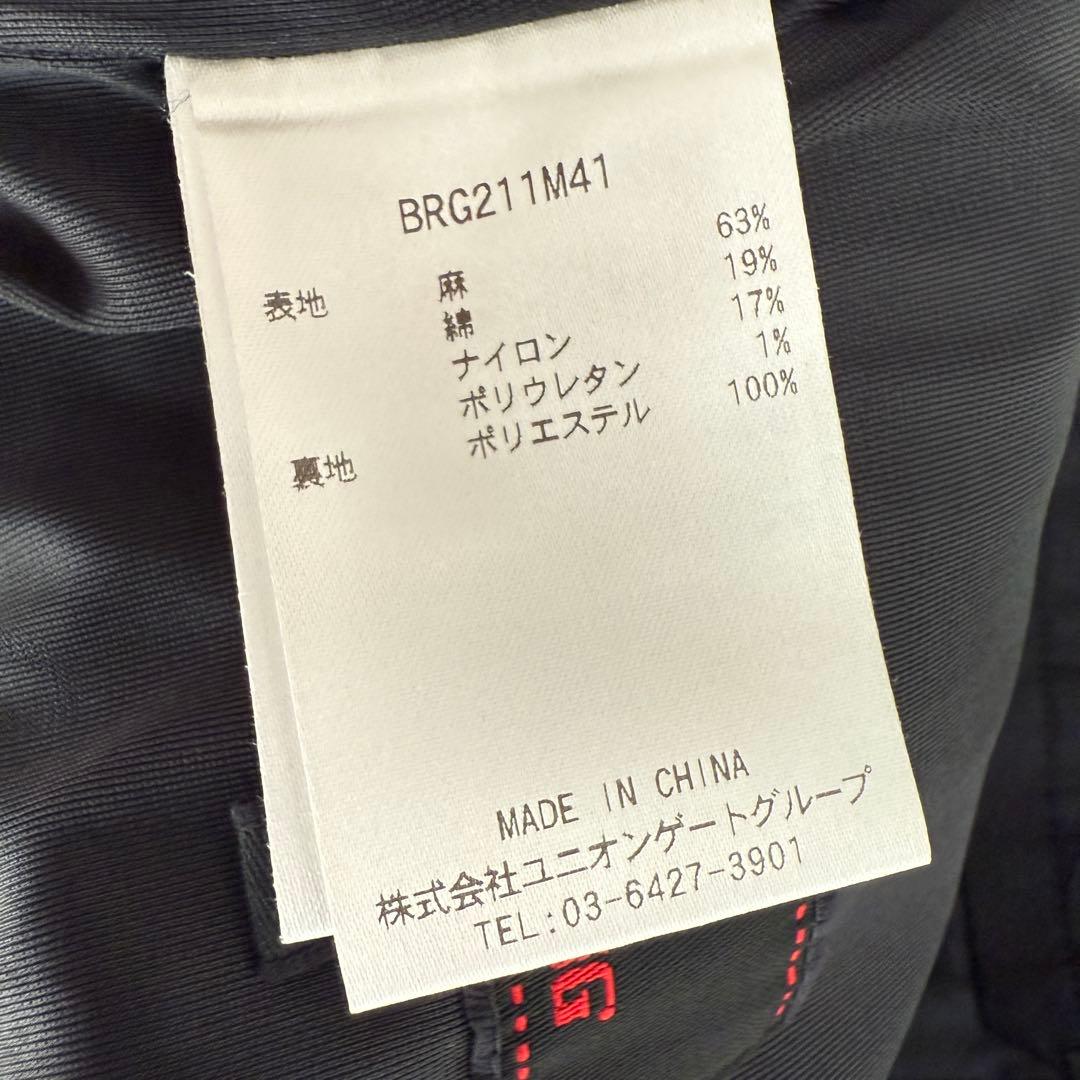 BRG211M41
表地 麻 63%
綿 19%
ナイロン 17%
ポリウレタン 1%
裏地 ポリエステル 100%
MADE IN CHINA
株式会社ユニオンゲートグループ
TEL:03-6427-3901